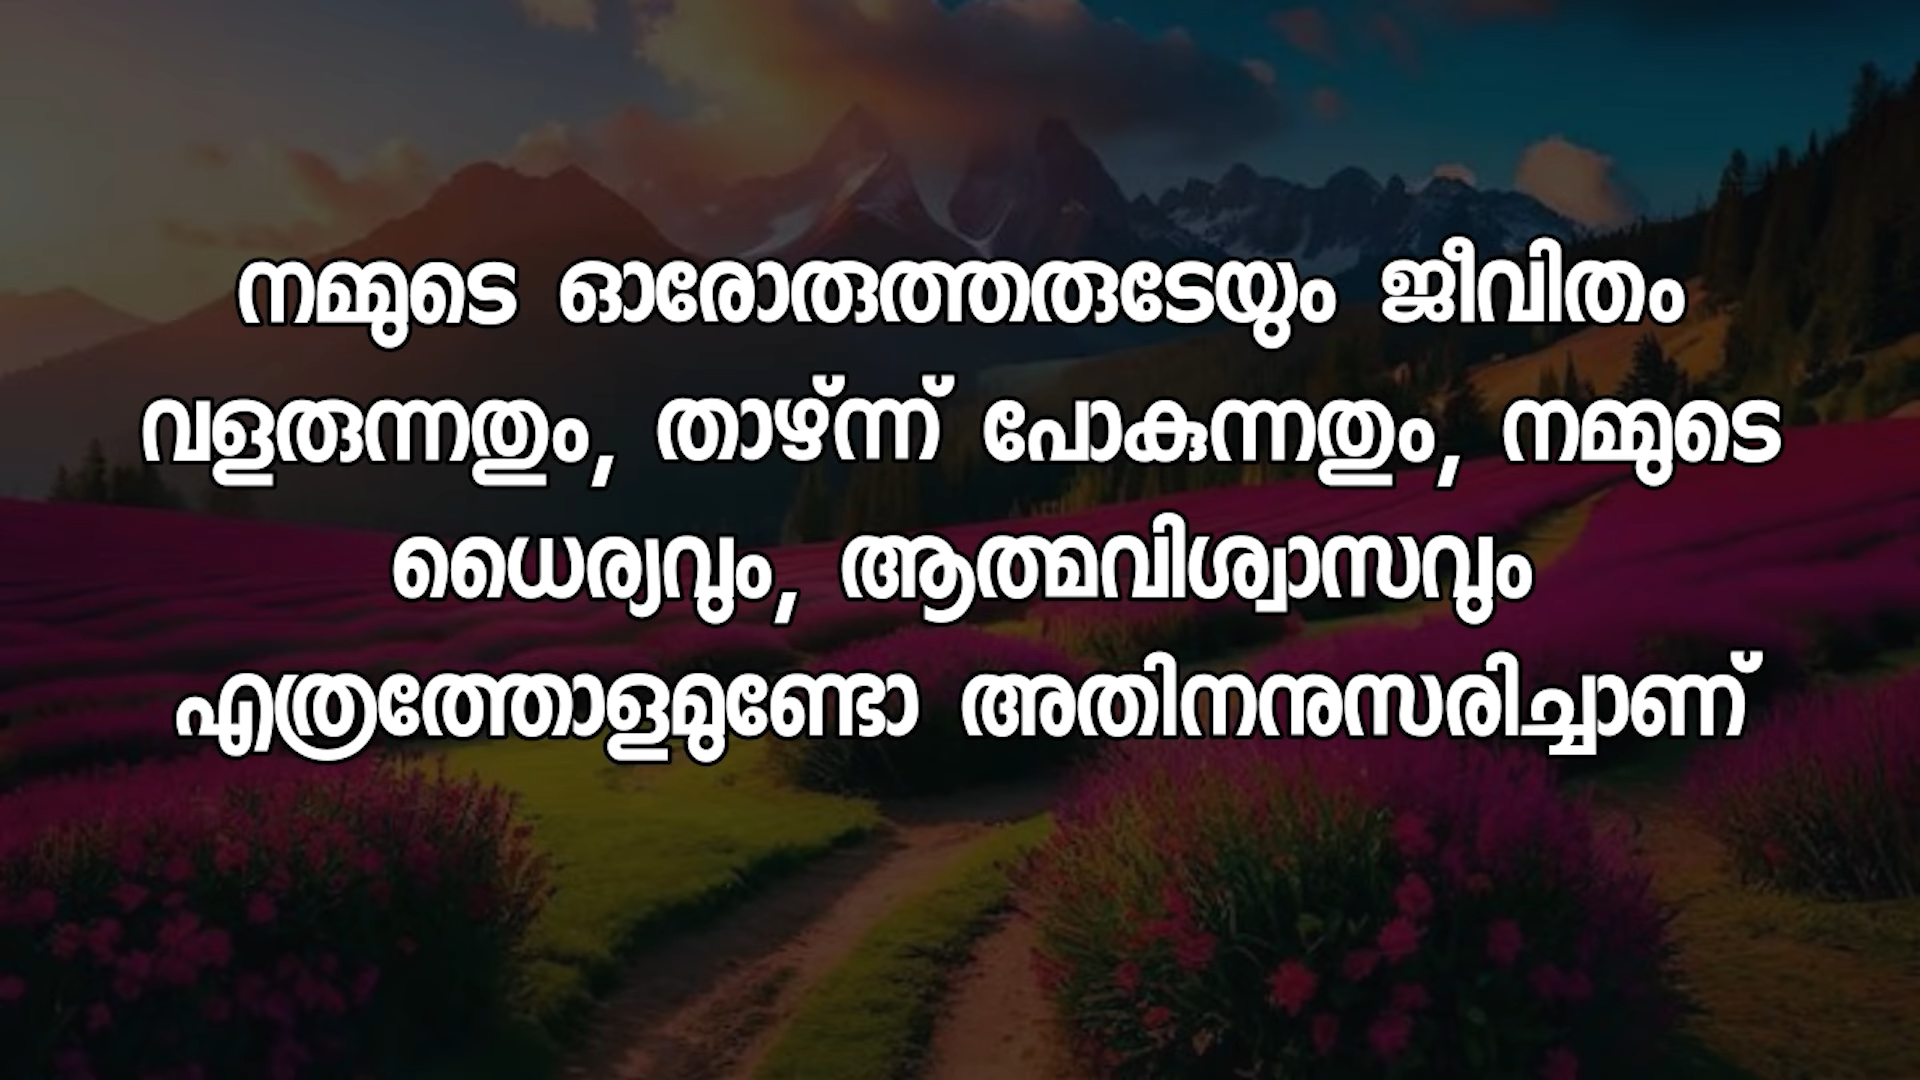 നമ്മുടെ ഓരോരുത്തരുടേയും ജീവിതം
വളരുന്നതും, താഴ്ന്ന് പോകുന്നതും, നമ്മുടെ
ധൈര്യവും, ആത്മവിശ്വാസവും
എത്രത്തോളമുണ്ടോ അതിനനുസരിച്ചാണ്